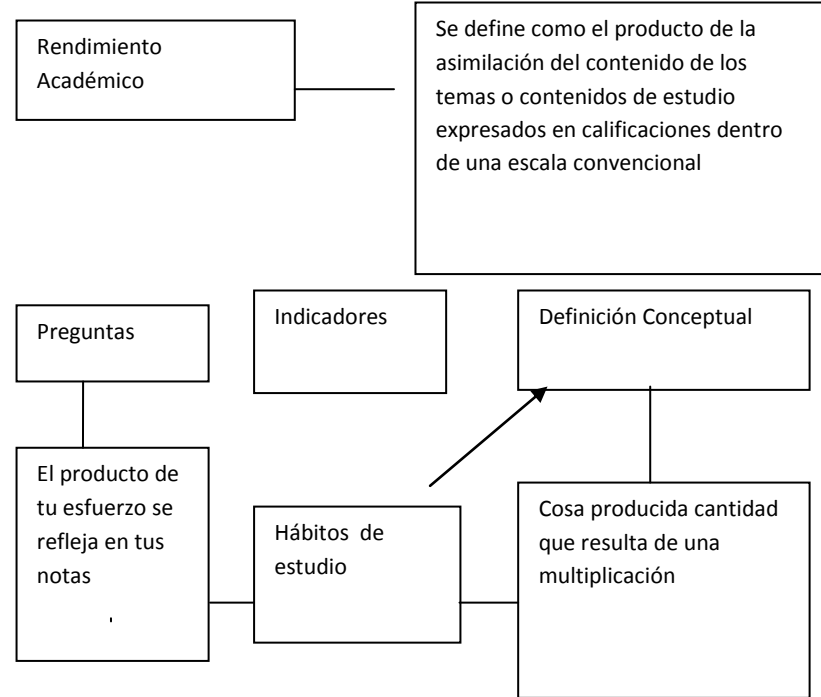 Rendimiento
Académico
Se define como el producto de la
asimilación del contenido de los
temas o contenidos de estudio
expresados en calificaciones dentro
de una escala convencional
Preguntas
Indicadores
Definición Conceptual
El producto de
tu esfuerzo se
refleja en tus
notas
Hábitos de
estudio
Cosa producida cantidad
que resulta de una
multiplicación